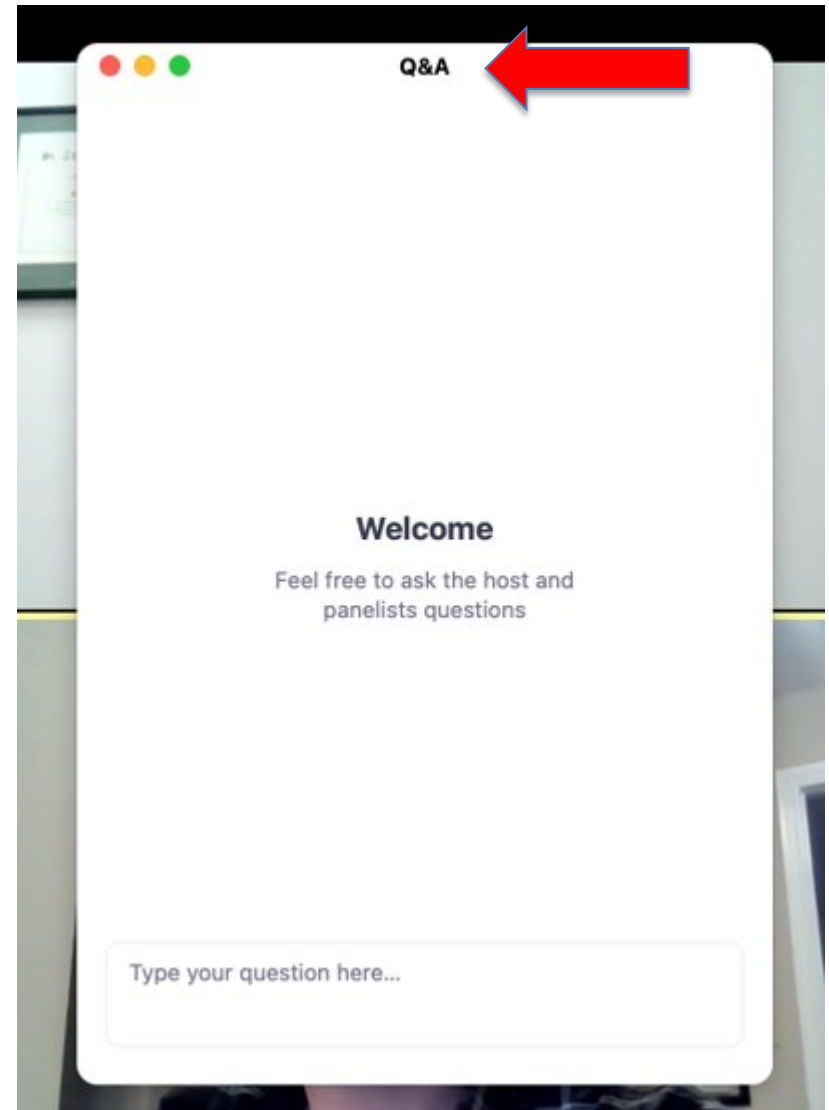 Q&A
Welcome
Feel free to ask the host and
panelists questions
Type your question here...